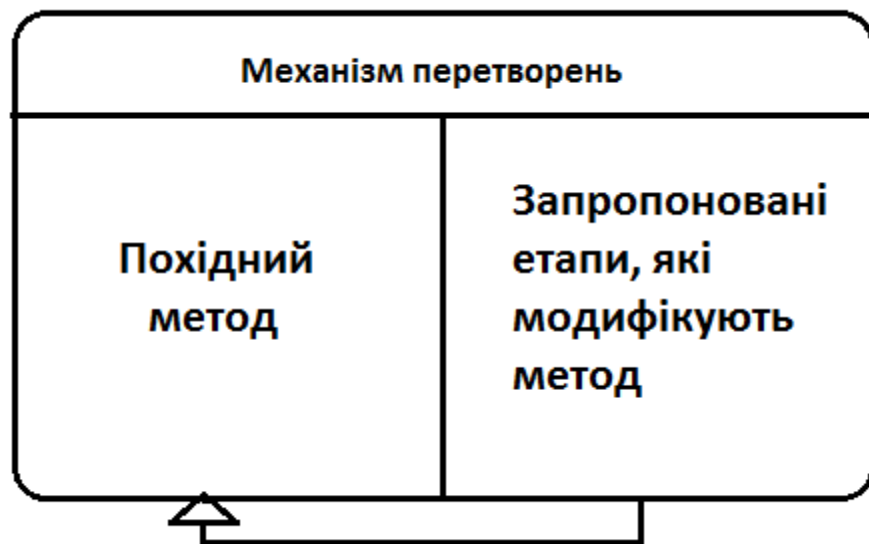 Механізм перетворень
Похідний
метод
Запропоновані
етапи, які
модифікують
метод